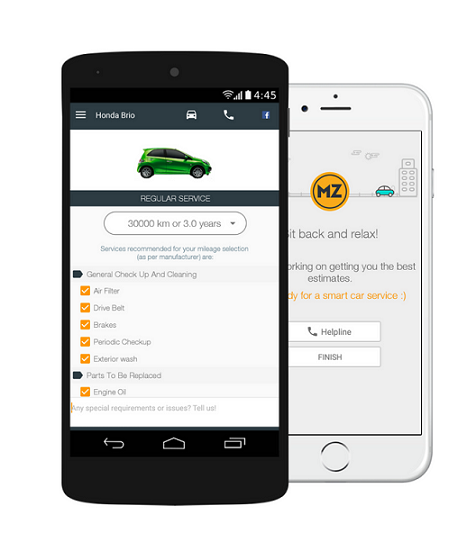 4:45
Honda Brio
f
REGULAR SERVICE
30000 km or 3.0 years
Services recommended for your mileage selection
(as per manufacturer) are:
General Check Up And Cleaning
Air Filter
Drive Belt
Brakes
Periodic Checkup
Exterior wash
Parts To Be Replaced
Engine Oil
Any special requirements or issues? Tell us!
MZ
it back and relax!
orking on getting you the best
estimates.
dy for a smart car service :)
Helpline
FINISH